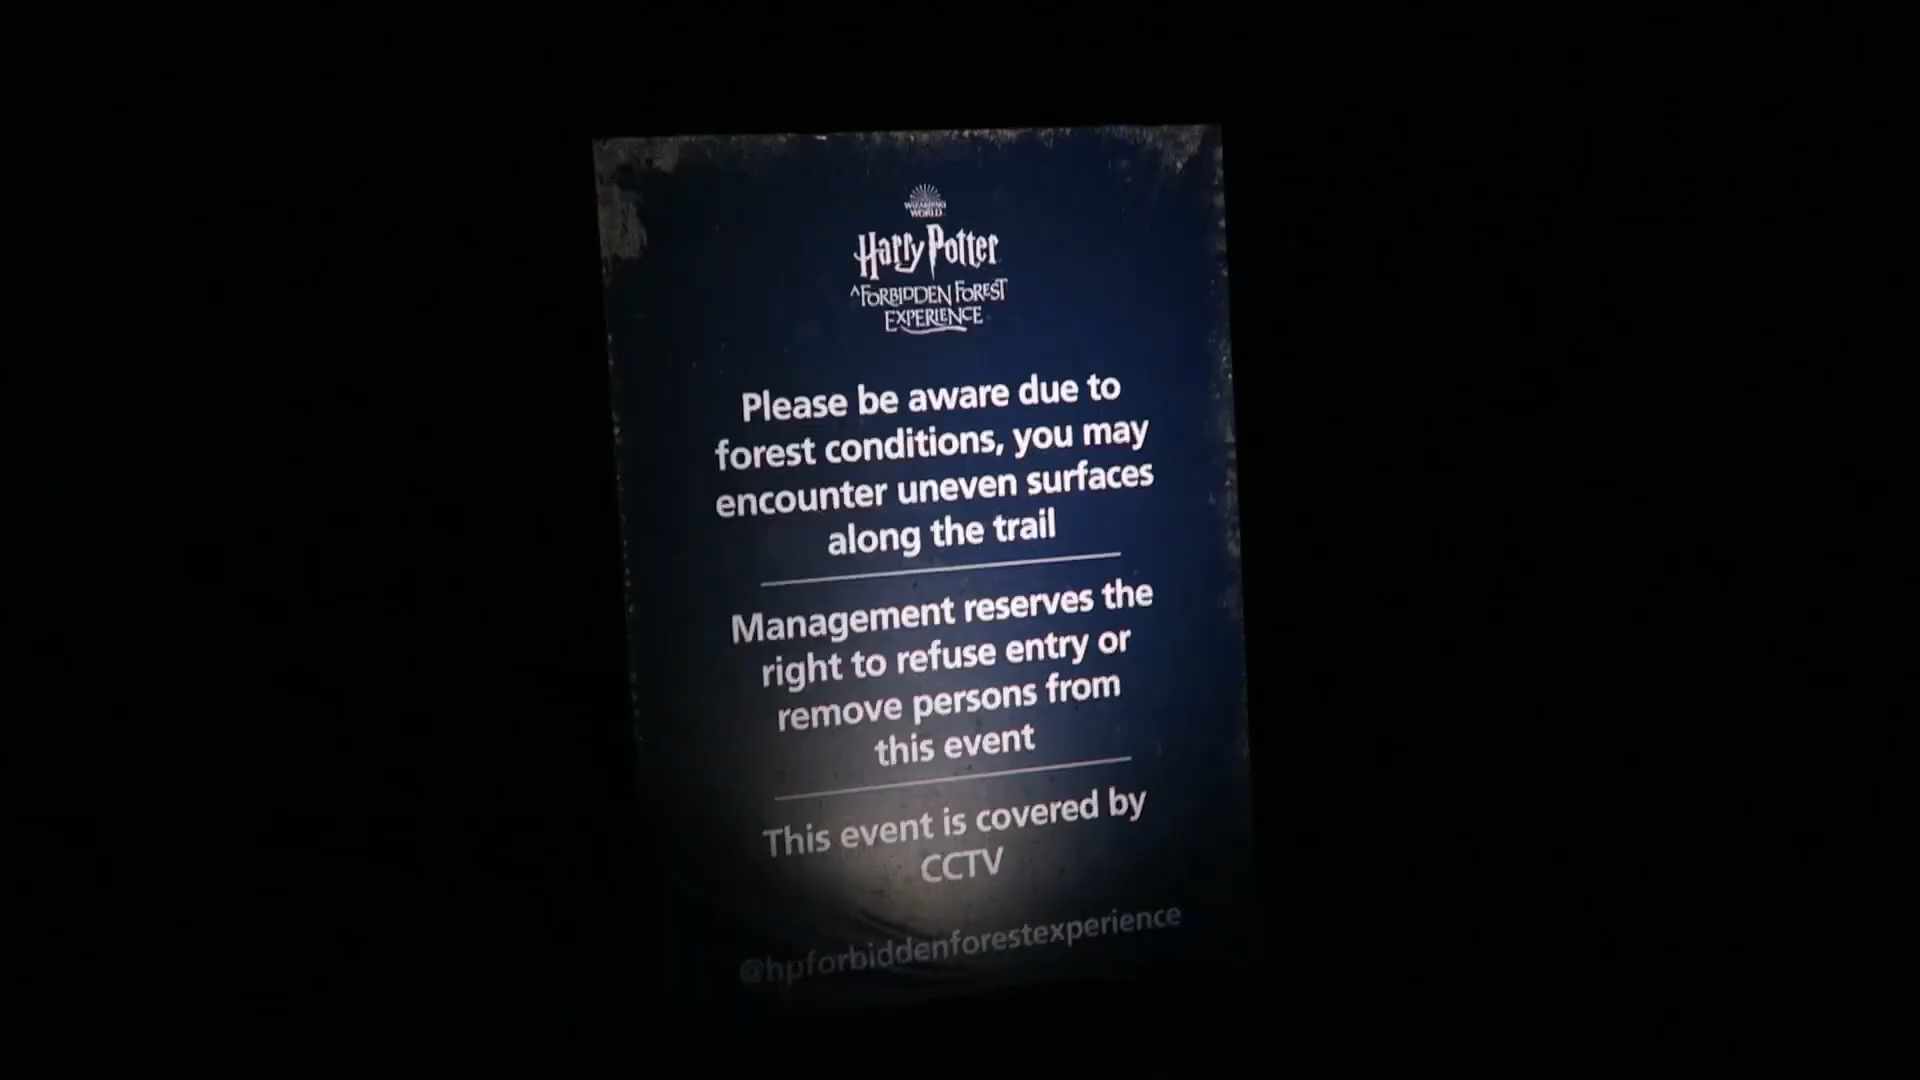 WIZARDING
WORLD
Harry Potter
A FORBIDDEN FOREST
EXPERIENCE
Please be aware due to
forest conditions, you may
encounter uneven surfaces
along the trail
Management reserves the
right to refuse entry or
remove persons from
this event
This event is covered by
CCTV
@hpforbiddenforestexperience